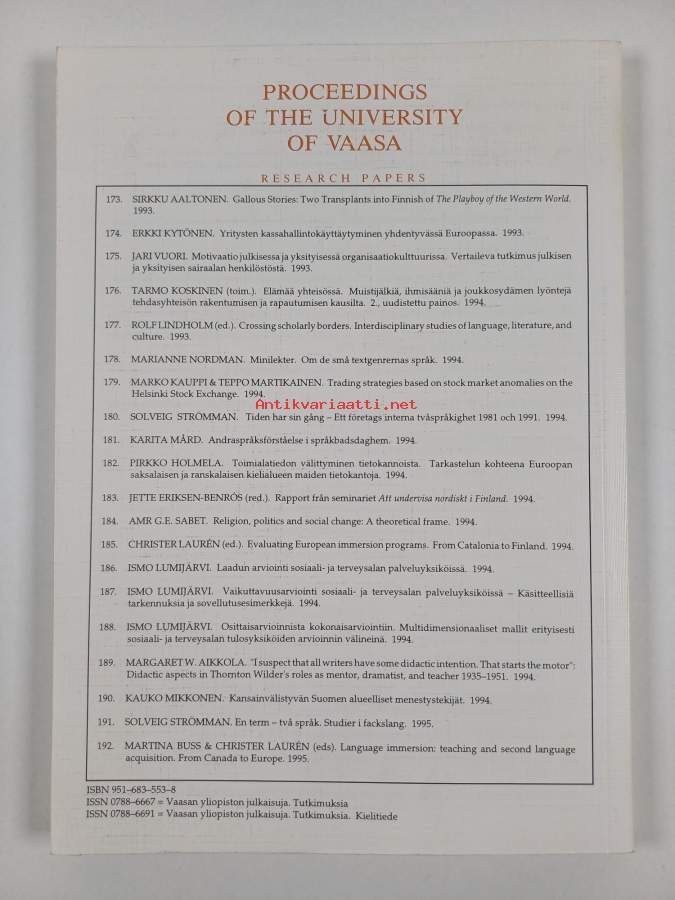 PROCEEDINGS
OF THE UNIVERSITY
OF VAASA
RESEARCH PAPERS
173. SIRKKU AALTONEN. Gallous Stories: Two Transplants into Finnish of The Playboy of the Western World.
1993.
174. ERKKI KYTÖNEN. Yritysten kassahallintokäyttäytyminen yhdentyvässä Euroopassa. 1993.
175. JARI VUORI. Motivaatio julkisessa ja yksityisessä organisaatiokulttuurissa. Vertaileva tutkimus julkisen
ja yksityisen sairaalan henkilöstöstä. 1993.
176. TARMO KOSKINEN (toim.). Elämää yhteisössä. Muistijälkiä, ihmisääniä ja joukkosydämen lyöntejä
tehdasyhteisön rakentumisen ja rapautumisen kausilta. 2., uudistettu painos. 1994.
177. ROLF LINDHOLM (ed.). Crossing scholarly borders. Interdisciplinary studies of language, literature, and
culture. 1993.
178. MARIANNE NORDMAN. Minilekter. Om de små textgenrernas språk. 1994.
179. MARKO KAUPPI & TEPPO MARTIKAINEN. Trading strategies based on stock market anomalies on the
Helsinki Stock Exchange. 1994.
Antikvariaatti.net
180. SOLVEIG STRÖMMAN. Tiden har sin gång – Ett företags interna tvåspråkighet 1981 och 1991. 1994.
181. KARITA MÅRD. Andraspråksförståelse i språkbadsdaghem. 1994.
182. PIRKKO HOLMELA. Toimialatiedon välittyminen tietokannoista. Tarkastelun kohteena Euroopan
saksalaisen ja ranskalaisen kielialueen maiden tietokantoja. 1994.
183. JETTE ERIKSEN-BENRÓS (red.). Rapport från seminariet Att undervisa nordiskt i Finland. 1994.
184. AMR G.E. SABET. Religion, politics and social change: A theoretical frame. 1994.
185. CHRISTER LAURÉN (ed.). Evaluating European immersion programs. From Catalonia to Finland. 1994.
186. ISMO LUMIJÄRVI. Laadun arviointi sosiaali- ja terveysalan palveluyksiköissä. 1994.
187. ISMO LUMIJÄRVI. Vaikuttavuusarviointi sosiaali- ja terveysalan palveluyksiköissä – Käsitteellisiä
tarkennuksia ja sovellutusesimerkkejä. 1994.
188. ISMO LUMIJÄRVI. Osittaisarvioinnista kokonaisarviointiin. Multidimensionaaliset mallit erityisesti
sosiaali- ja terveysalan tulosyksiköiden arvioinnin välineinä. 1994.
189. MARGARET W. AIKKOLA. "I suspect that all writers have some didactic intention. That starts the motor":
Didactic aspects in Thornton Wilder's roles as mentor, dramatist, and teacher 1935–1951. 1994.
190. KAUKO MIKKONEN. Kansainvälistyvän Suomen alueelliset menestystekijät. 1994.
191. SOLVEIG STRÖMMAN. En term – två språk. Studier i fackslang. 1995.
192. MARTINA BUSS & CHRISTER LAURÉN (eds). Language immersion: teaching and second language
acquisition. From Canada to Europe. 1995.
ISBN 951–683–553–8
ISSN 0788–6667 = Vaasan yliopiston julkaisuja. Tutkimuksia
ISSN 0788–6691 = Vaasan yliopiston julkaisuja. Tutkimuksia. Kielitiede